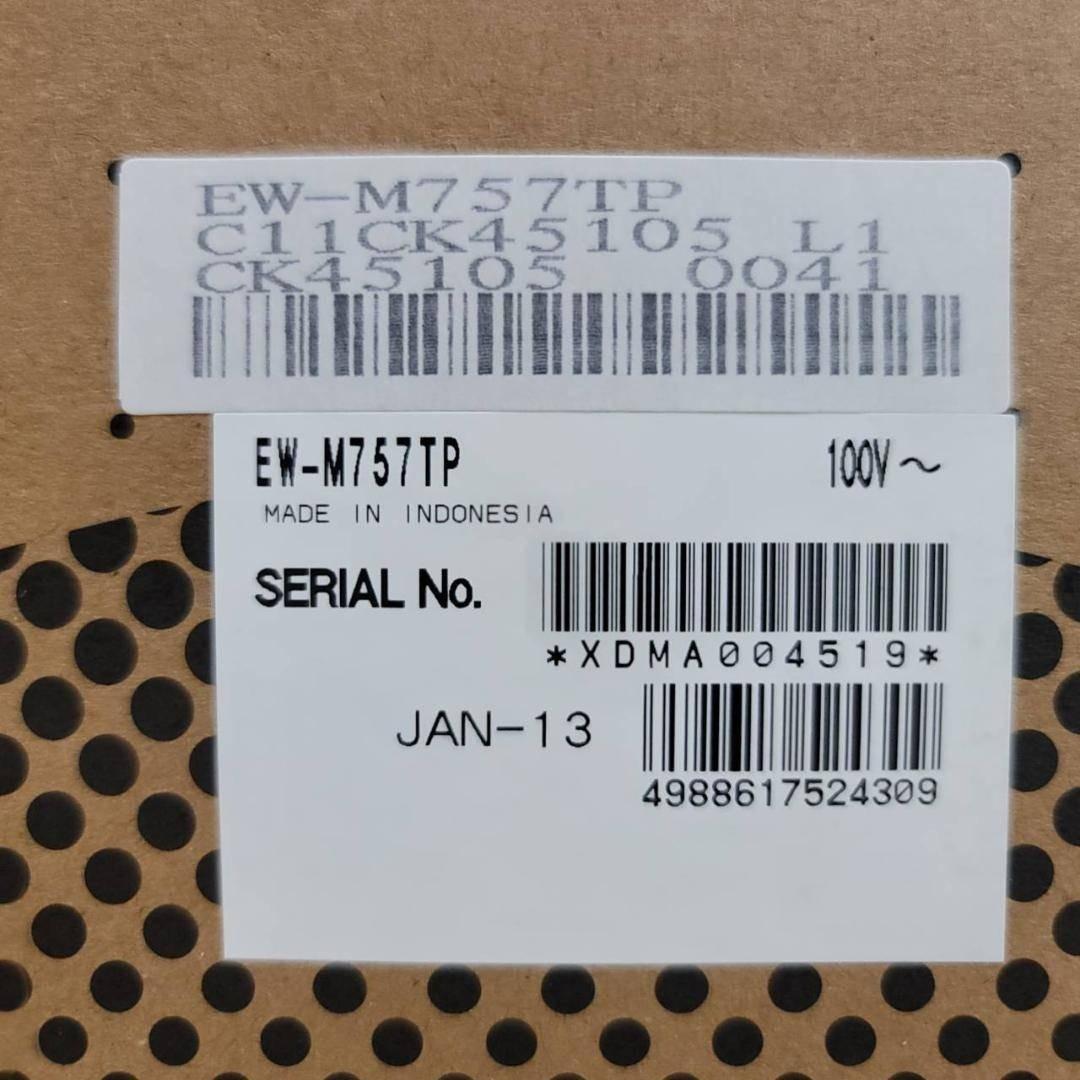 EW-M757TP
C11CK45105 L1
CK45105 0041
EW-M757TP 100V～
MADE IN INDONESIA
SERIAL No.
*XDMA004519*
JAN-13
4988617524309